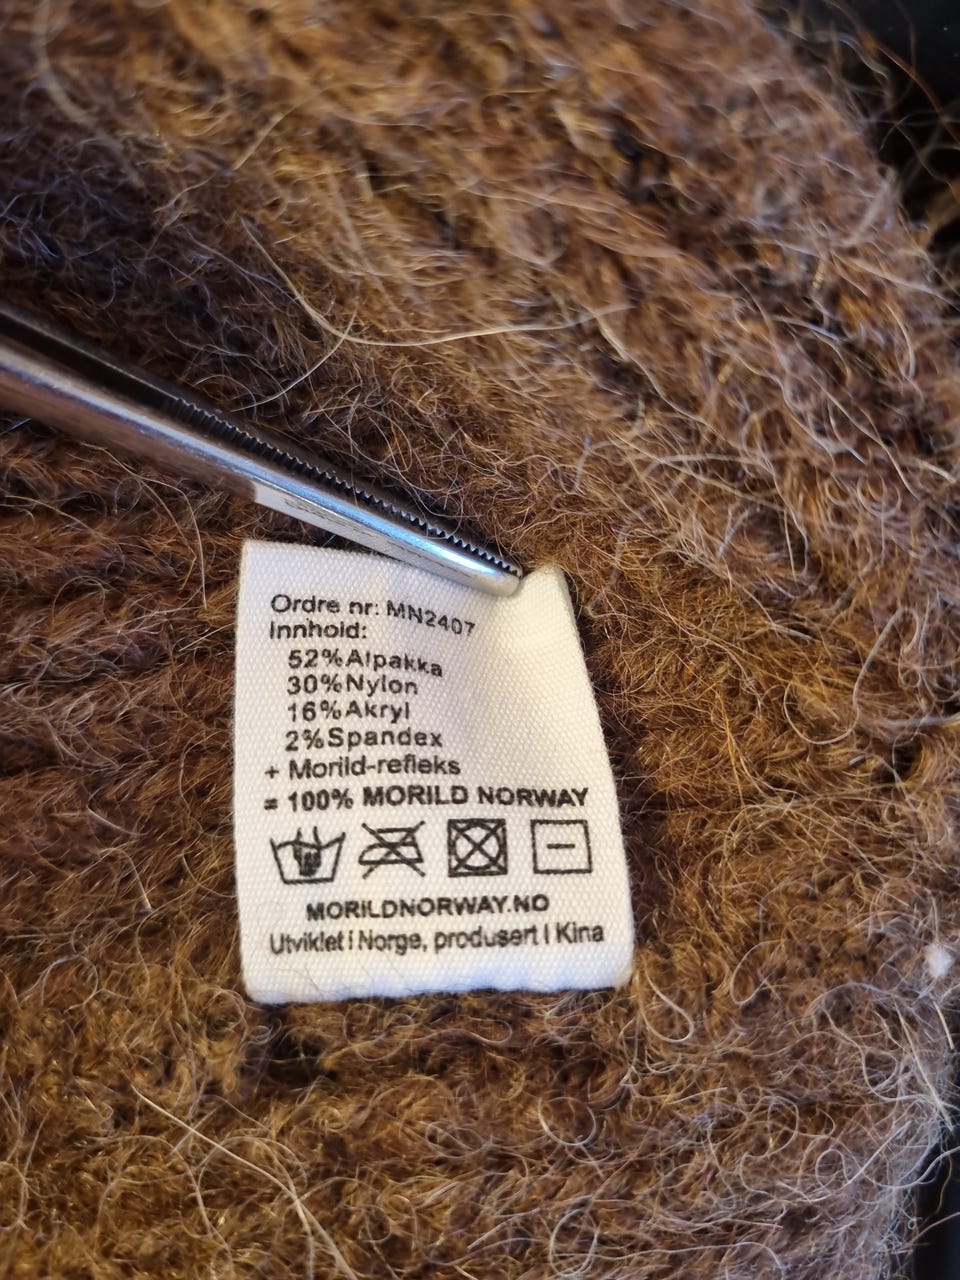 Ordre nr: MN2407
Innhold:
52%Alpakka
30%Nylon
16%Akryl
2%Spandex
+ Morild-refleks
= 100% MORILD NORWAY
MORILDNORWAY.NO
Utviklet i Norge, produsert I Kina